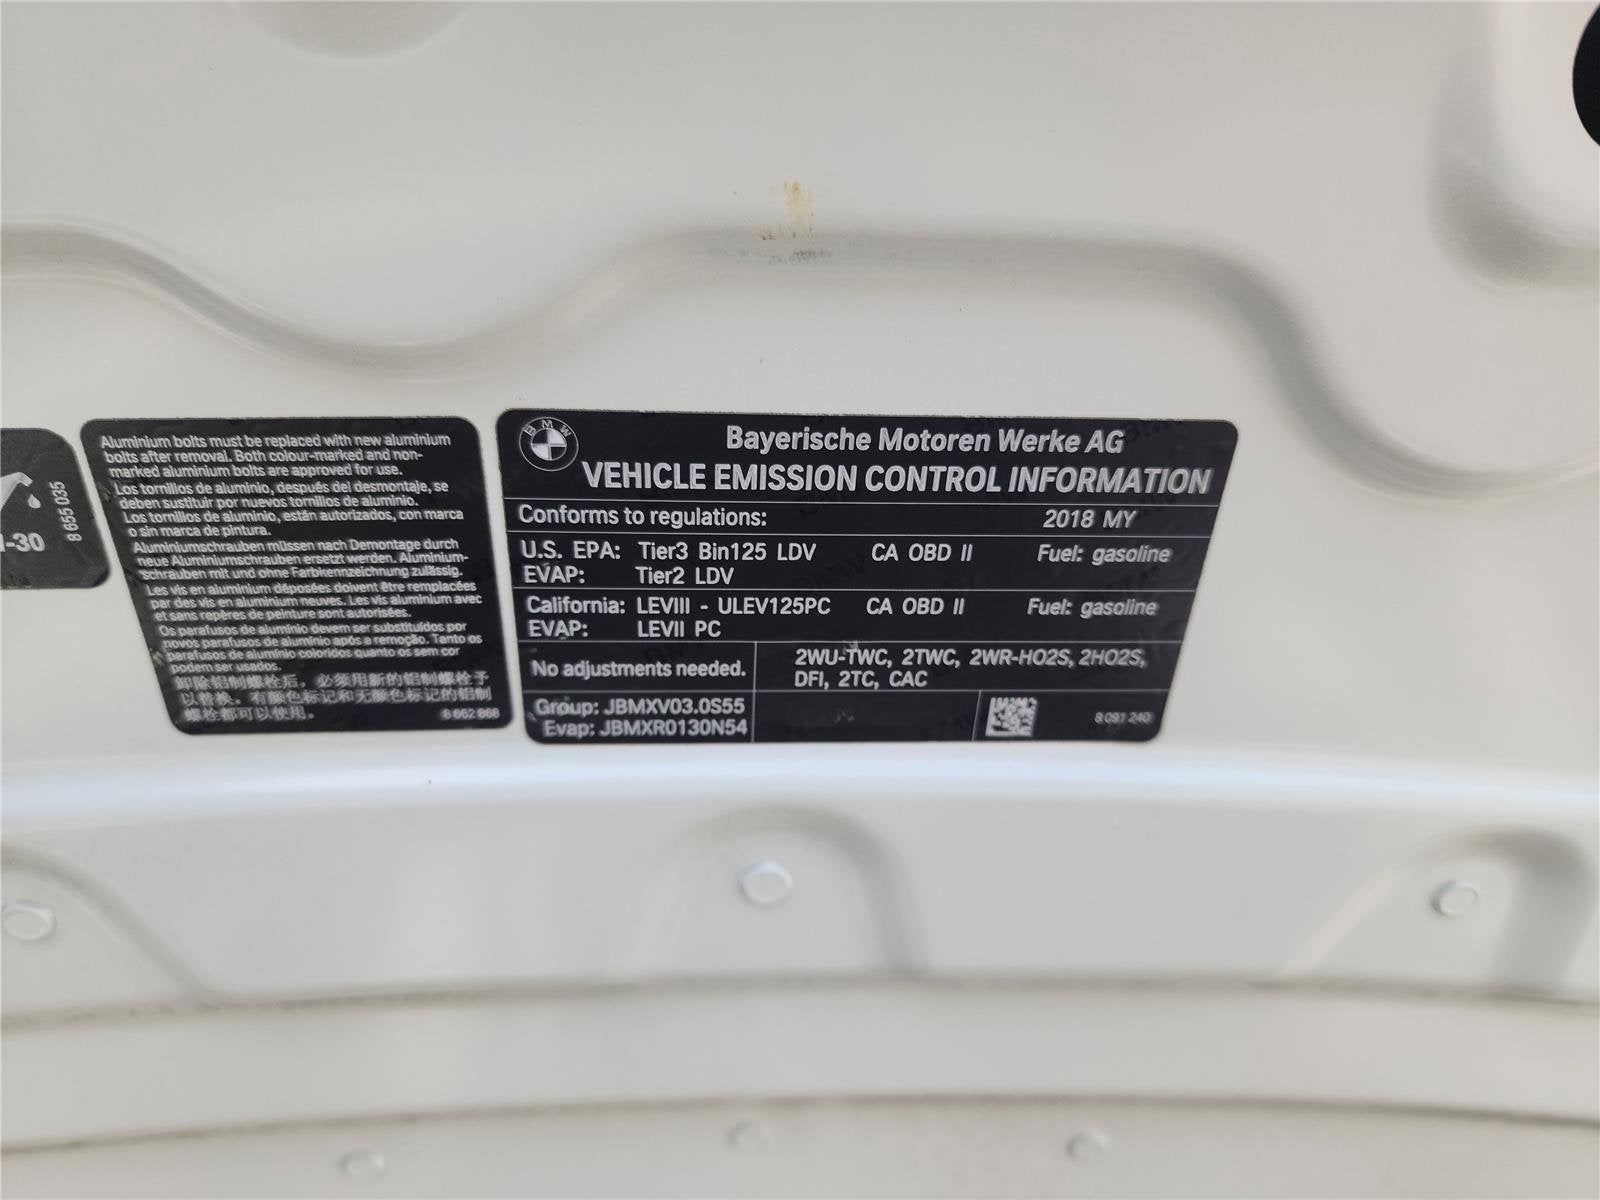 -30
8 655 035
Aluminium bolts must be replaced with new aluminium
bolts after removal. Both colour-marked and non-
marked aluminium bolts are approved for use.
Los tornillos de aluminio, después del desmontaje, se
deben sustituir por nuevos tornillos de aluminio.
Los tornillos de aluminio, están autorizados, con marca
o sin marca de pintura.
Aluminiumschrauben müssen nach Demontage durch
neue Aluminiumschrauben ersetzt werden. Aluminium-
schrauben mit und ohne Farbkennzeichnung zulässig.
Les vis en aluminium déposées doivent être remplacées
par des vis en aluminium neuves. Les vis aluminium avec
et sans repères de peinture sont autorisées.
Os parafusos de alumínio devem ser substituídos por
novos parafusos de alumínio após a remoção. Tanto os
parafusos de alumínio coloridos quanto os sem cor
podem ser usados.
卸除铝制螺栓后，必须用新的铝制螺栓予
以替换。有颜色标记和无颜色标记的铝制
螺栓都可以使用。
8 662 868
BMW
Bayerische Motoren Werke AG
VEHICLE EMISSION CONTROL INFORMATION
Conforms to regulations: 2018 MY
U.S. EPA: Tier3 Bin125 LDV CA OBD II Fuel: gasoline
EVAP: Tier2 LDV
California: LEVIII - ULEV125PC CA OBD II Fuel: gasoline
EVAP: LEVII PC
No adjustments needed.
2WU-TWC, 2TWC, 2WR-HO2S, 2HO2S,
DFI, 2TC, CAC
Group: JBMXV03.0S55
Evap: JBMXR0130N54
8 091 240